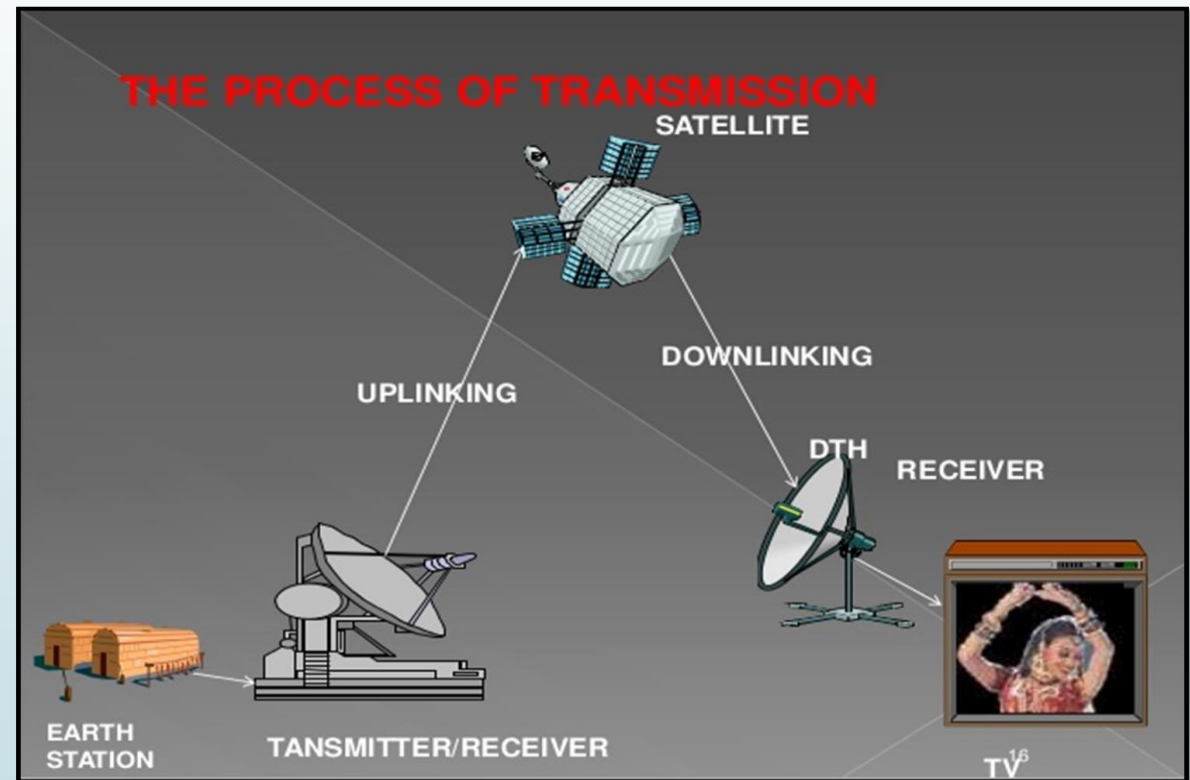 THE PROCESS OF TRANSMISSION
SATELLITE
DOWNLINKING
UPLINKING
DTH
RECEIVER
EARTH
STATION
TANSMITTER/RECEIVER
TV
16